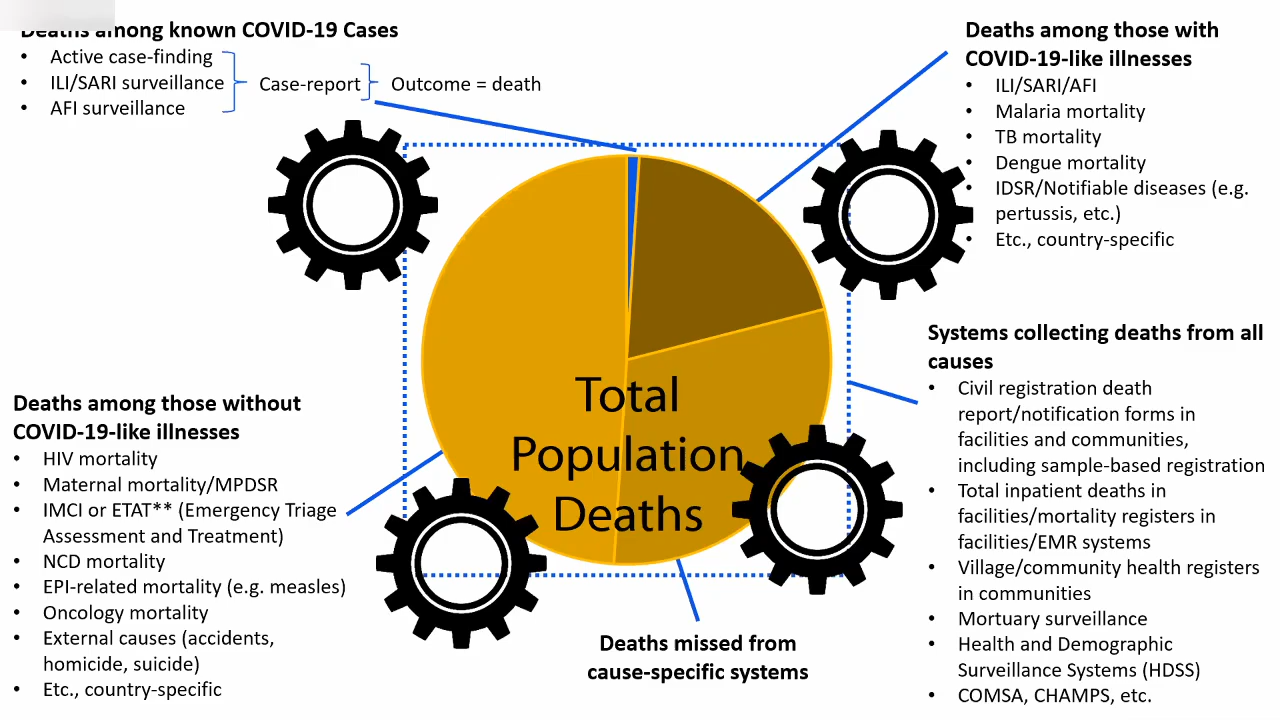 Deaths among known COVID-19 Cases
• Active case-finding
• ILI/SARI surveillance
• AFI surveillance
Case-report
Outcome = death
Deaths among those with
COVID-19-like illnesses
• ILI/SARI/AFI
• Malaria mortality
• TB mortality
• Dengue mortality
• IDSR/Notifiable diseases (e.g.
pertussis, etc.)
• Etc., country-specific
Systems collecting deaths from all
causes
• Civil registration death
report/notification forms in
facilities and communities,
including sample-based registration
• Total inpatient deaths in
facilities/mortality registers in
facilities/EMR systems
• Village/community health registers
in communities
• Mortuary surveillance
• Health and Demographic
Surveillance Systems (HDSS)
• COMSA, CHAMPS, etc.
Total
Population
Deaths
Deaths among those without
COVID-19-like illnesses
• HIV mortality
• Maternal mortality/MPDSR
• IMCI or ETAT** (Emergency Triage
Assessment and Treatment)
• NCD mortality
• EPI-related mortality (e.g. measles)
• Oncology mortality
• External causes (accidents,
homicide, suicide)
• Etc., country-specific
Deaths missed from
cause-specific systems